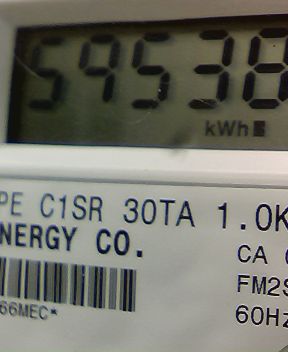 59538
kWh
PE C1SR 30TA 1.0K
NERGY CO.
CA
FM2S
60Hz
66MEC*